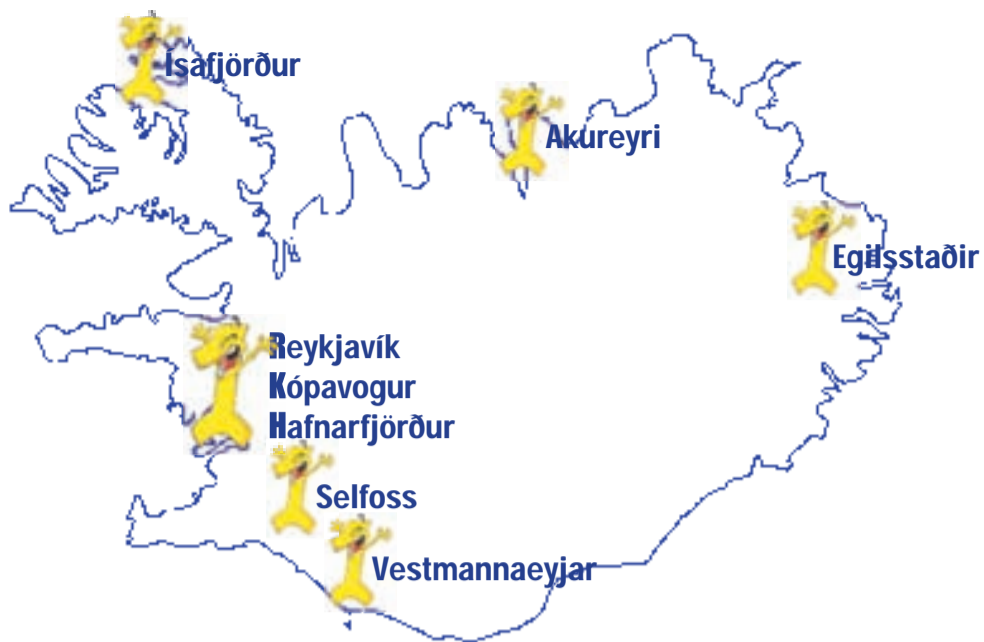 Ísafjörður
Akureyri
Egilsstaðir
Reykjavík
Kópavogur
Hafnarfjörður
Selfoss
Vestmannaeyjar